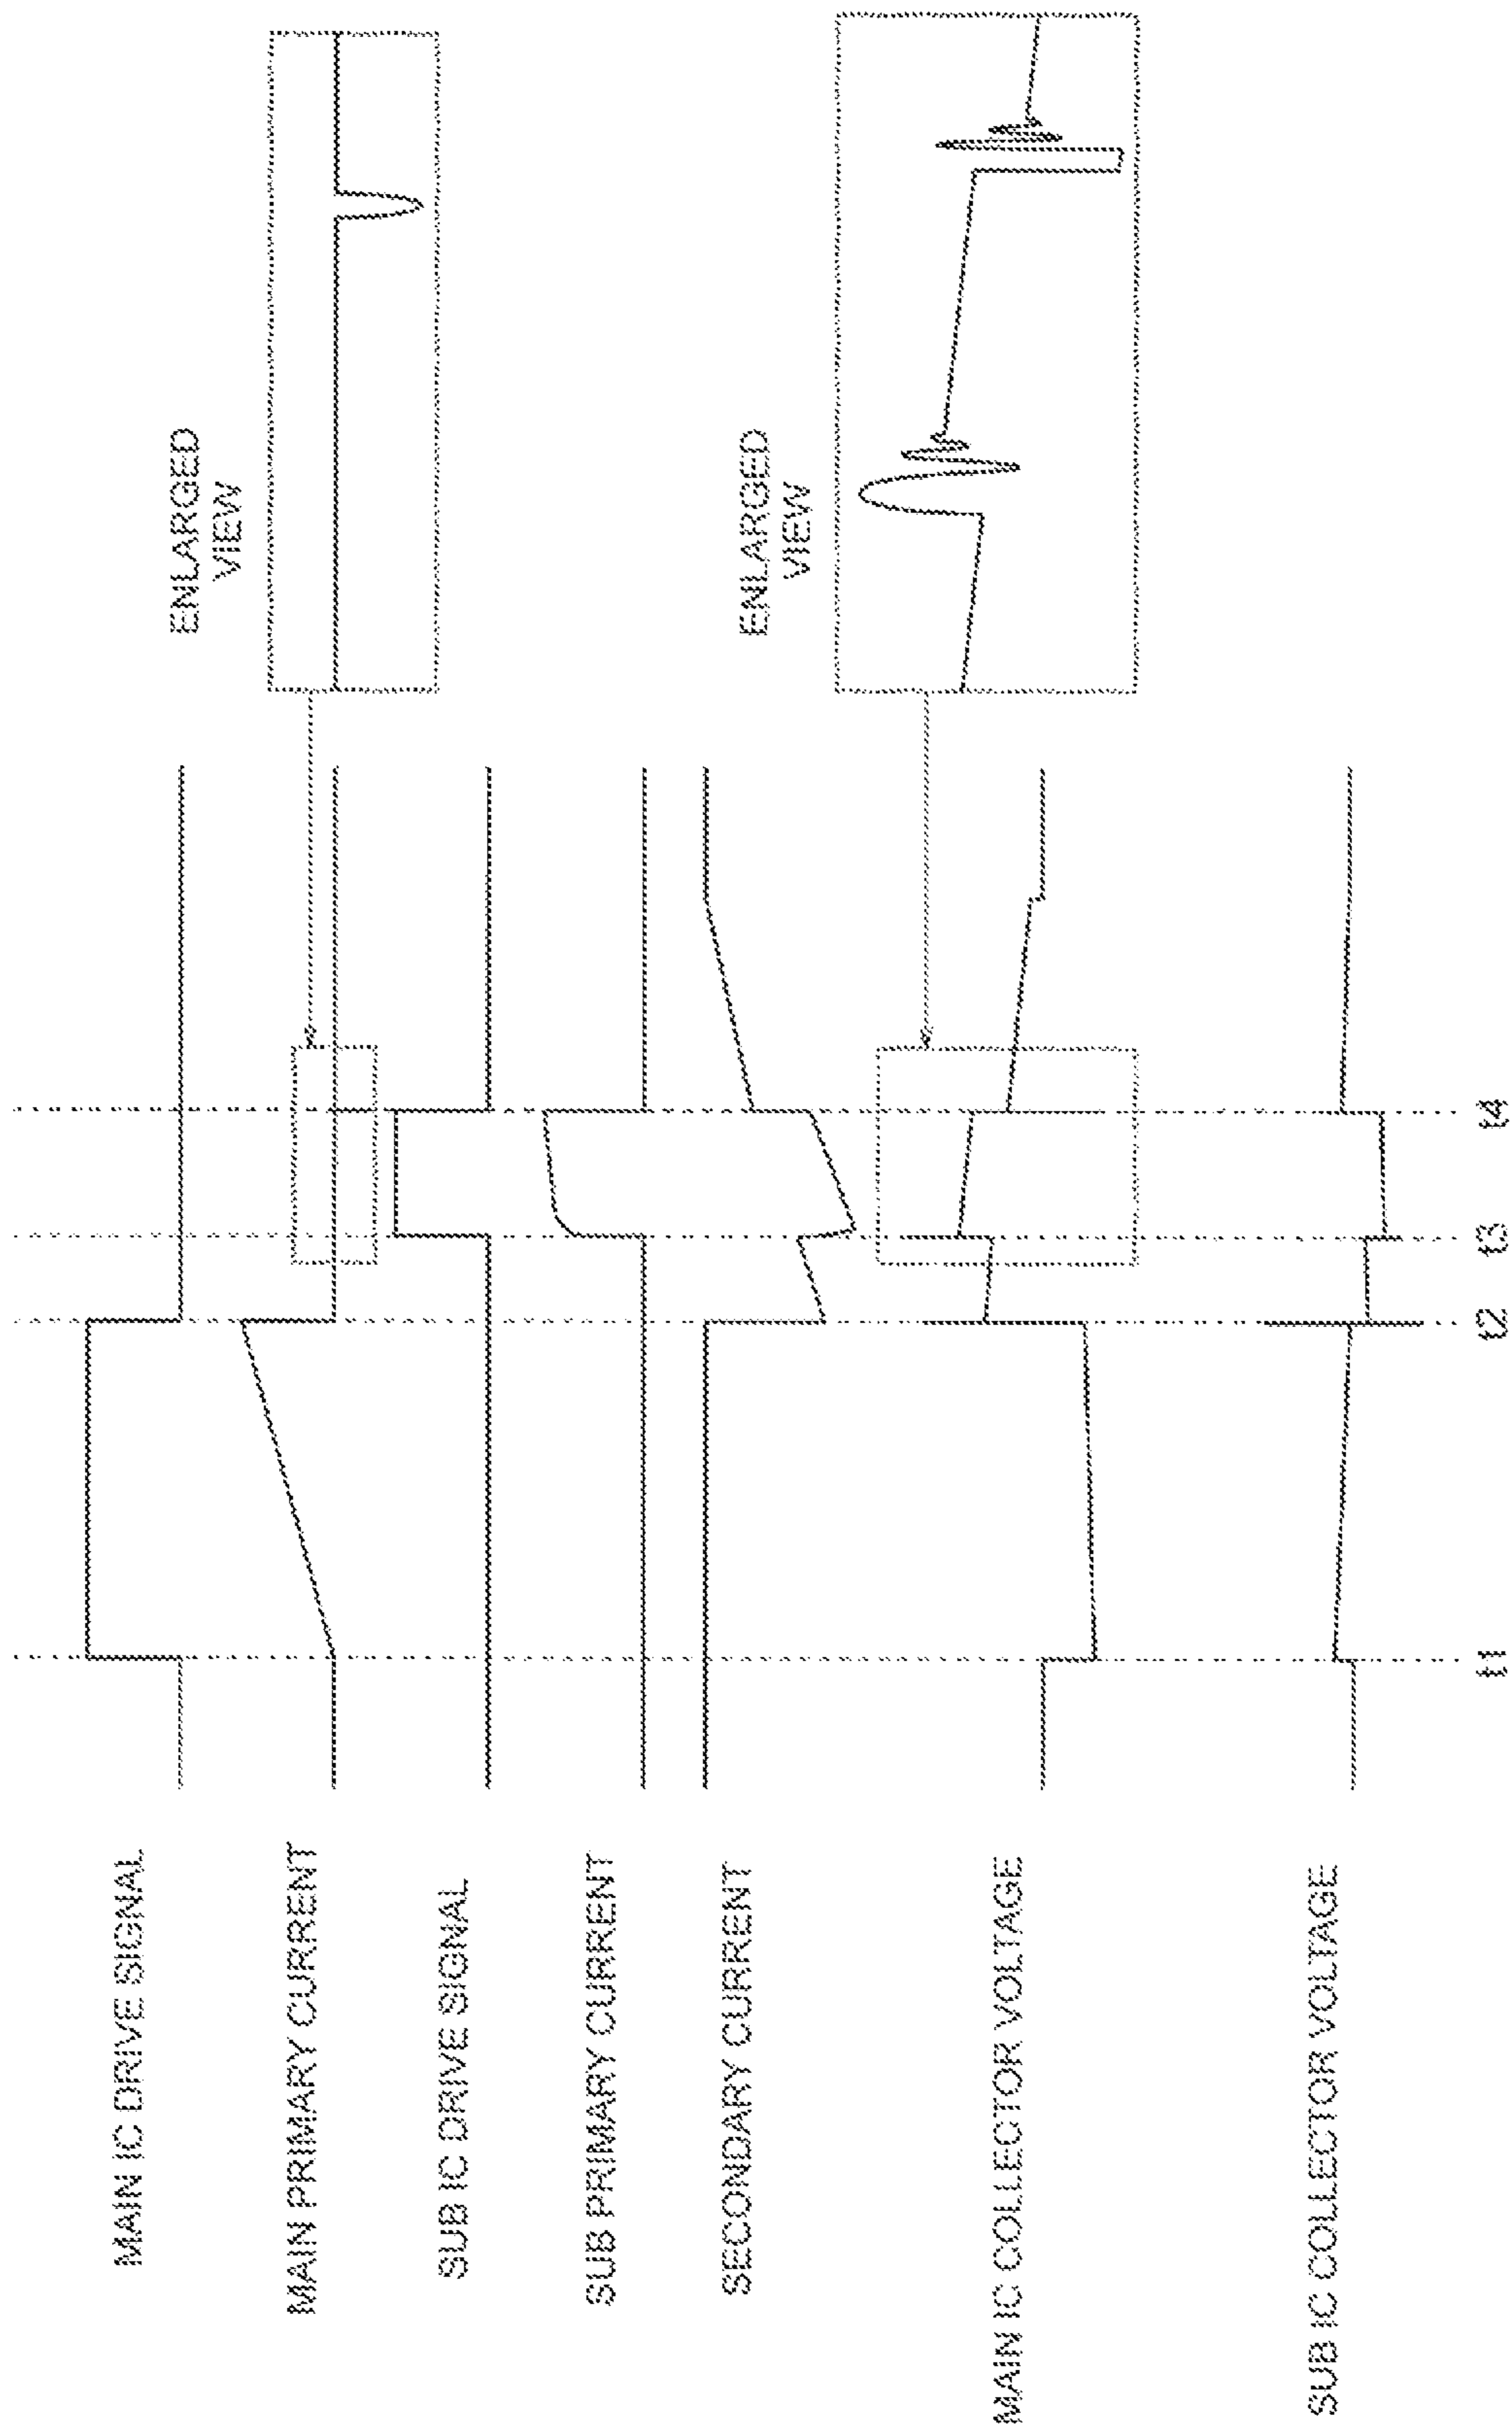 MAIN IC DRIVE SIGNAL
ENLARGED
VIEW
MAIN PRIMARY CURRENT
SUB IC DRIVE SIGNAL
SUB PRIMARY CURRENT
SECONDARY CURRENT
ENLARGED
VIEW
MAIN IC COLLECTOR VOLTAGE
SUB IC COLLECTOR VOLTAGE
t1 t2 t3 t4